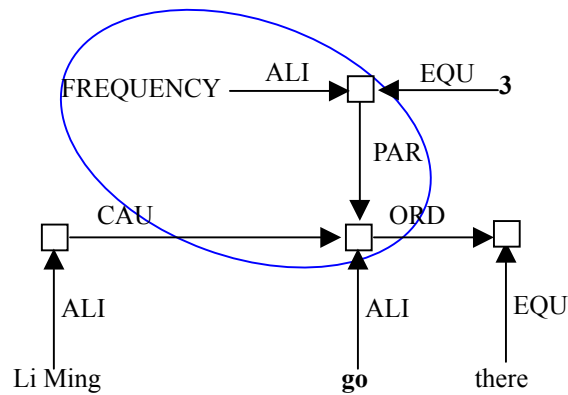 ALI EQU
FREQUENCY 3
PAR
CAU ORD
ALI ALI EQU
Li Ming go there